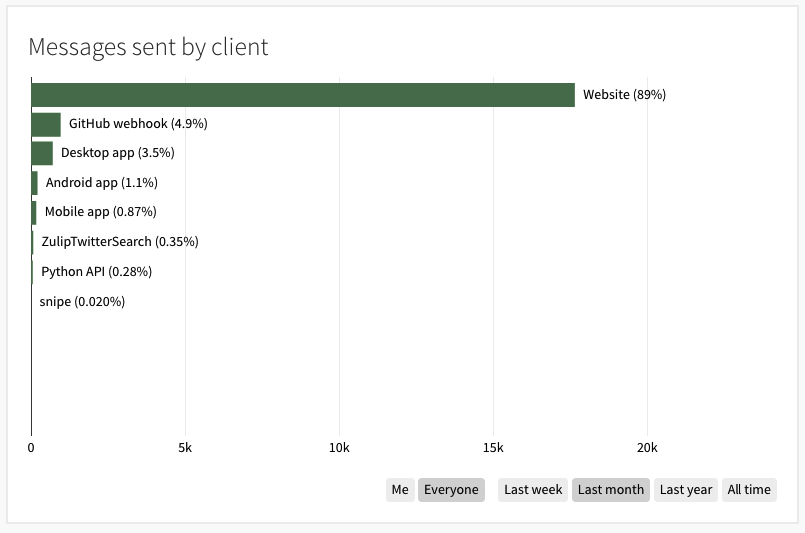 Messages sent by client
Website (89%)
GitHub webhook (4.9%)
Desktop app (3.5%)
Android app (1.1%)
Mobile app (0.87%)
ZulipTwitterSearch (0.35%)
Python API (0.28%)
snipe (0.020%)
0 5k 10k 15k 20k
Me Everyone Last week Last month Last year All time